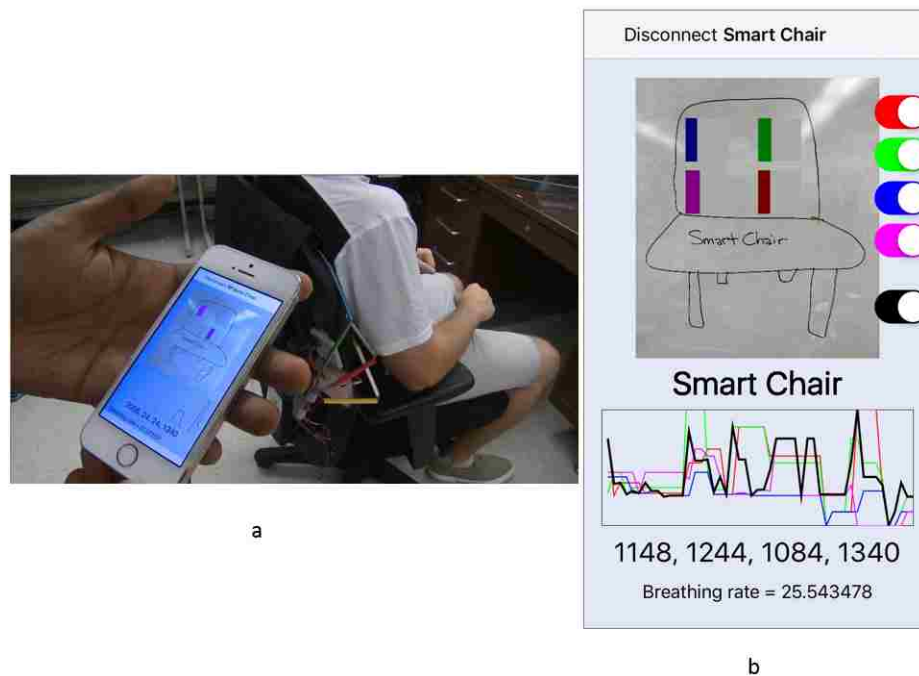 a
Disconnect Smart Chair
Smart Chair
Smart Chair
1148, 1244, 1084, 1340
Breathing rate = 25.543478
b